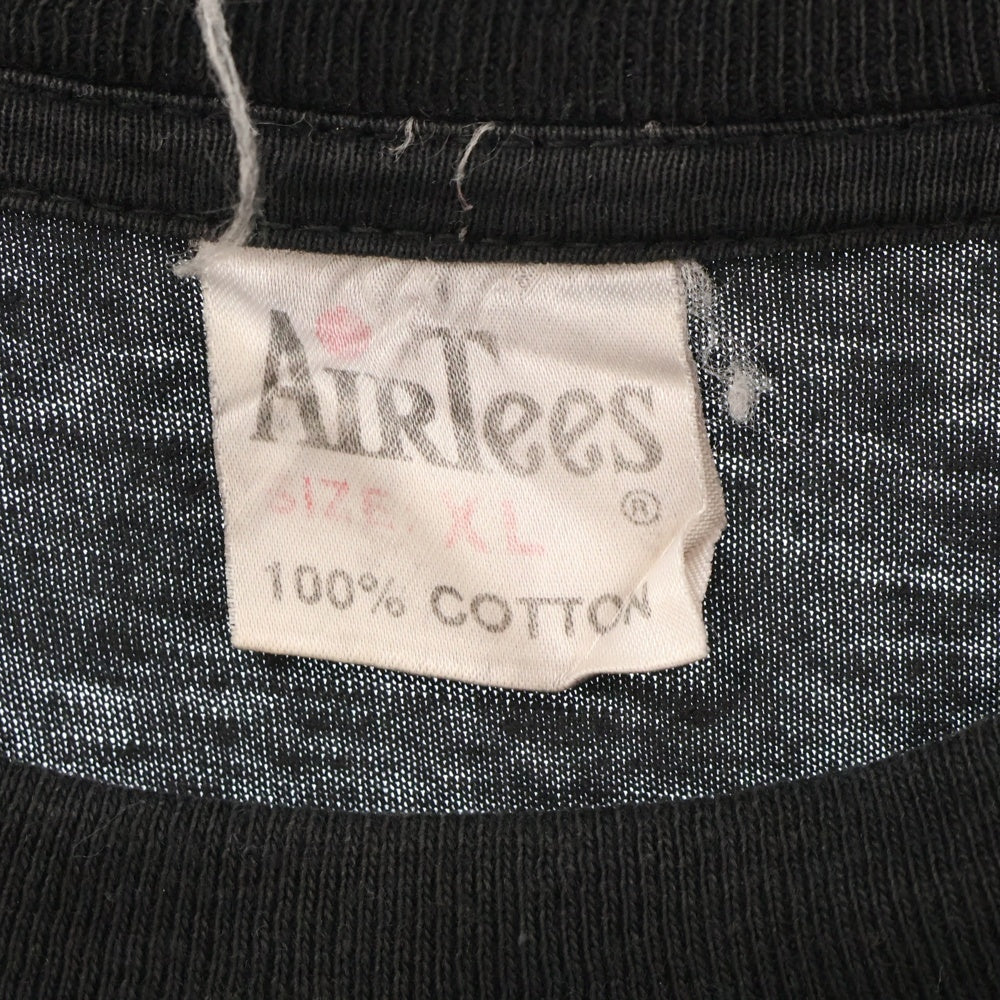 AIRTees
SIZE. XL ®
100% COTTON